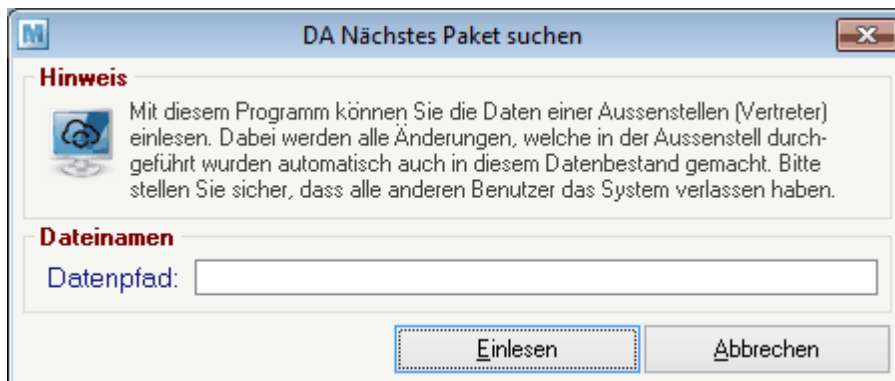 M DA Nächstes Paket suchen
Hinweis
Mit diesem Programm können Sie die Daten einer Aussenstellen (Vertreter)
einlesen. Dabei werden alle Änderungen, welche in der Aussenstell durch-
geführt wurden automatisch auch in diesem Datenbestand gemacht. Bitte
stellen Sie sicher, dass alle anderen Benutzer das System verlassen haben.
Dateinamen
Datenpfad:
Einlesen Abbrechen